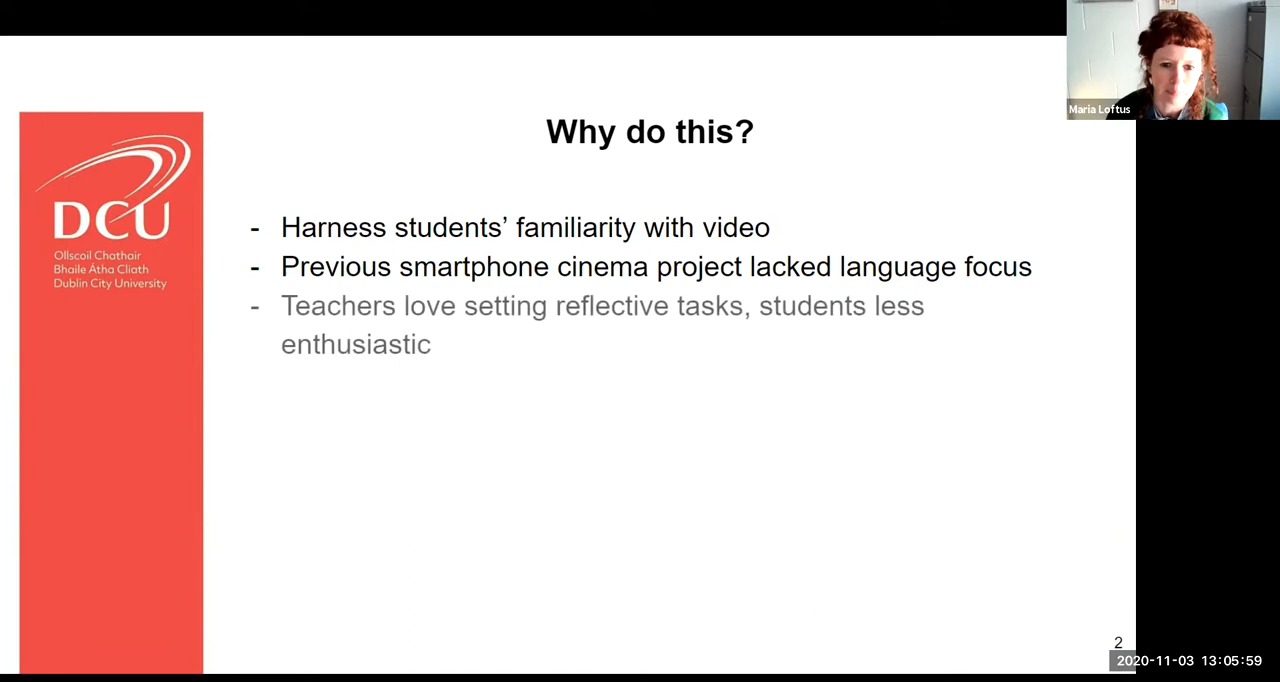 Maria Loftus
Why do this?
DCU
Ollscoil Chathair
Bhaile Átha Cliath
Dublin City University
- Harness students’ familiarity with video
- Previous smartphone cinema project lacked language focus
- Teachers love setting reflective tasks, students less
enthusiastic
2
2020-11-03 13:05:59